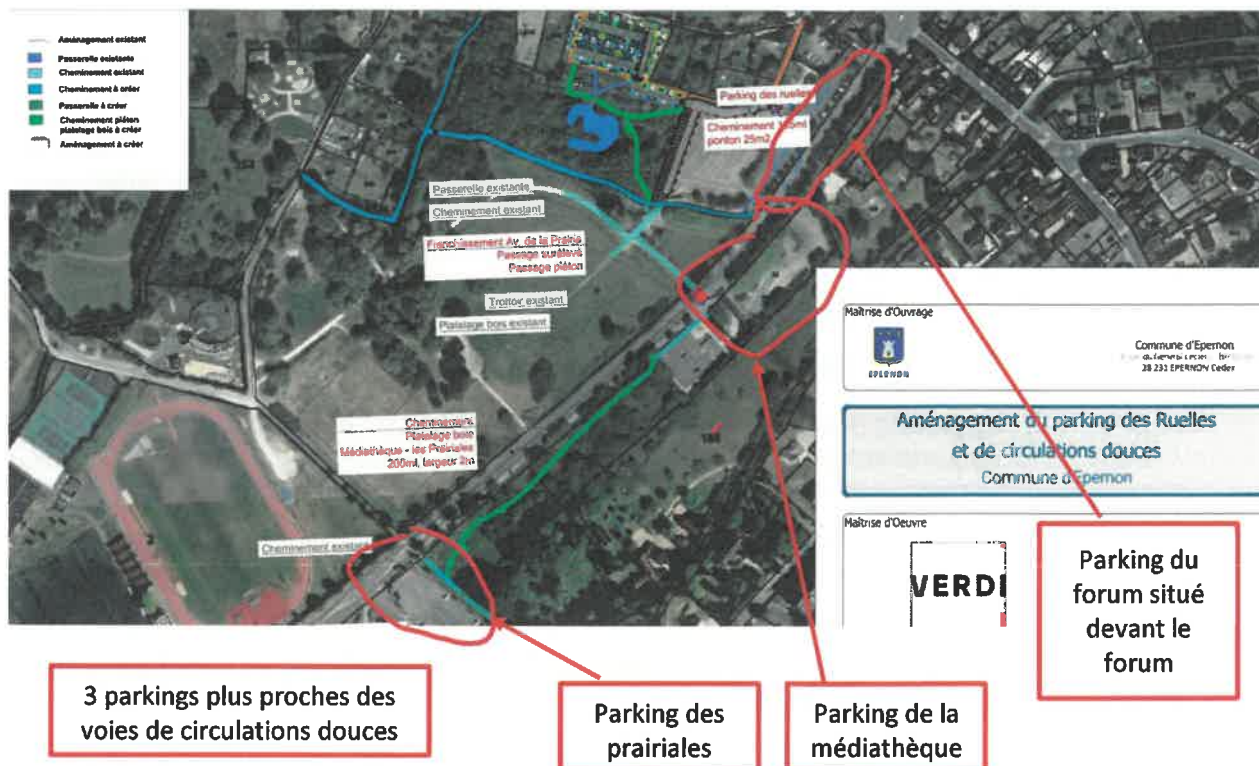 Aménagement existant
Passerelle existante
Cheminement existant
Cheminement à créer
Passerelle à créer
Cheminement piéton
platelage bois à créer
Aménagement à créer
Parking des ruelles
Cheminement
ponton 25m2
3
Passerelle existante
Cheminement existant
Franchissement Av. de la Prairie
Passage surélevé
Passage piéton
Trottoir existant
Platelage bois existant
Cheminement
Platelage bois
Médiathèque - les Prairiales
200ml, largeur 2m
Cheminement existant
Maîtrise d'Ouvrage
EPERNON
Commune d'Epernon
28 231 EPERNON Cedex
Aménagement du parking des Ruelles
et de circulations douces
Commune d'Epernon
Maîtrise d'Oeuvre
VERDI
Parking du
forum situé
devant le
forum
3 parkings plus proches des
voies de circulations douces
Parking des
prairiales
Parking de la
médiathèque